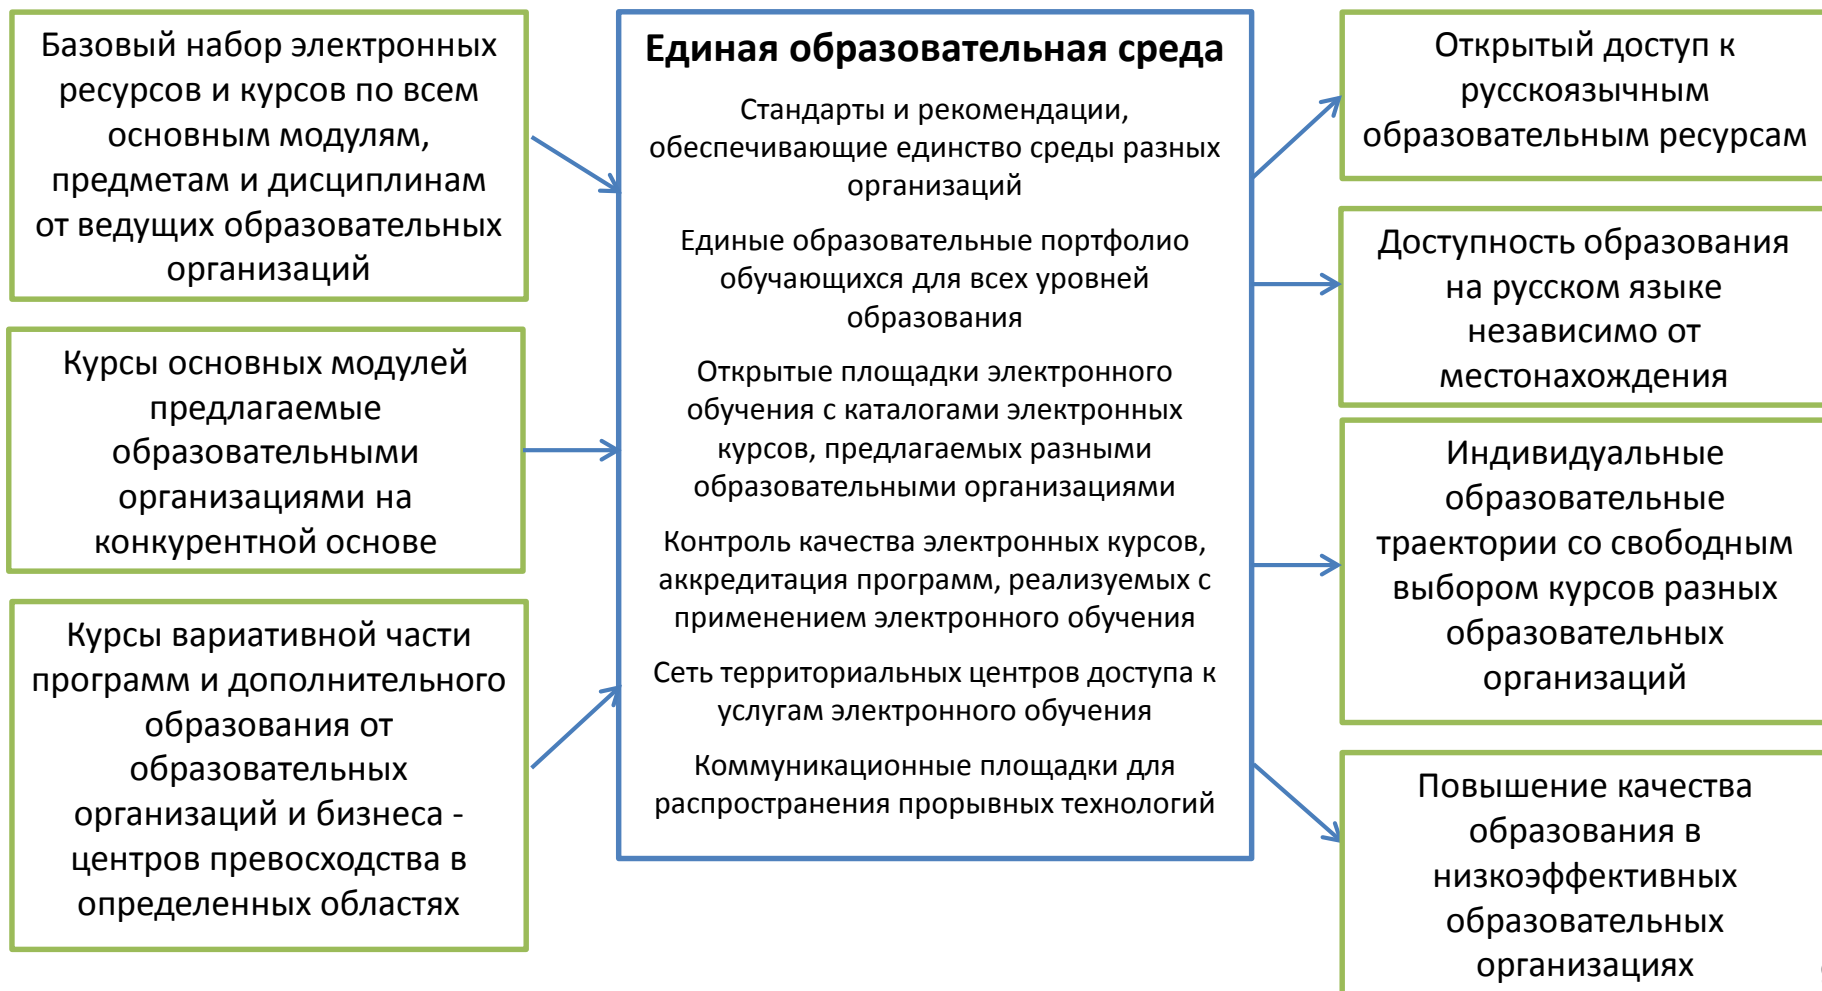 Базовый набор электронных
ресурсов и курсов по всем
основным модулям,
предметам и дисциплинам
от ведущих образовательных
организаций
Курсы основных модулей
предлагаемые
образовательными
организациями на
конкурентной основе
Курсы вариативной части
программ и дополнительного
образования от
образовательных
организаций и бизнеса -
центров превосходства в
определенных областях
Единая образовательная среда
Стандарты и рекомендации,
обеспечивающие единство среды разных
организаций
Единые образовательные портфолио
обучающихся для всех уровней
образования
Открытые площадки электронного
обучения с каталогами электронных
курсов, предлагаемых разными
образовательными организациями
Контроль качества электронных курсов,
аккредитация программ, реализуемых с
применением электронного обучения
Сеть территориальных центров доступа к
услугам электронного обучения
Коммуникационные площадки для
распространения прорывных технологий
Открытый доступ к
русскоязычным
образовательным ресурсам
Доступность образования
на русском языке
независимо от
местонахождения
Индивидуальные
образовательные
траектории со свободным
выбором курсов разных
образовательных
организаций
Повышение качества
образования в
низкоэффективных
образовательных
организациях